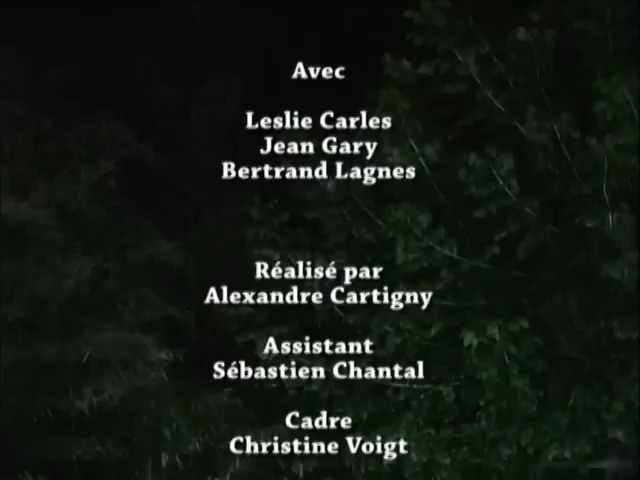 Avec
Leslie Carles
Jean Gary
Bertrand Lagnes
Réalisé par
Alexandre Cartigny
Assistant
Sébastien Chantal
Cadre
Christine Voigt